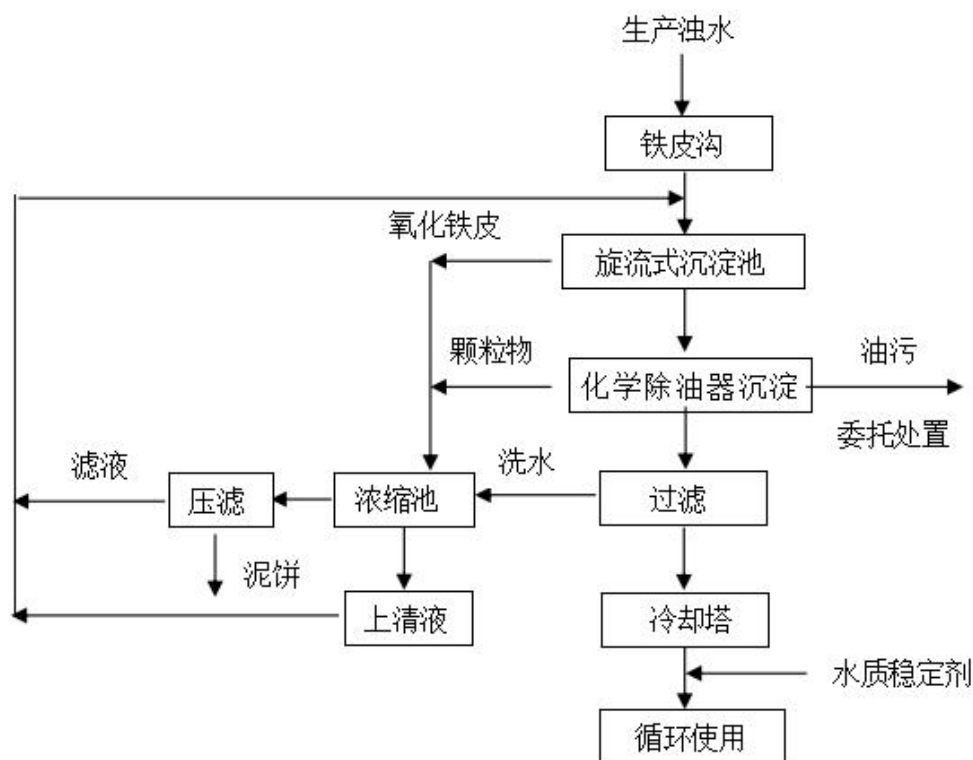 生产浊水
铁皮沟
氧化铁皮
旋流式沉淀池
颗粒物
油污
化学除油器沉淀
委托处置
滤液
洗水
压滤
浓缩池
过滤
泥饼
上清液
冷却塔
水质稳定剂
循环使用